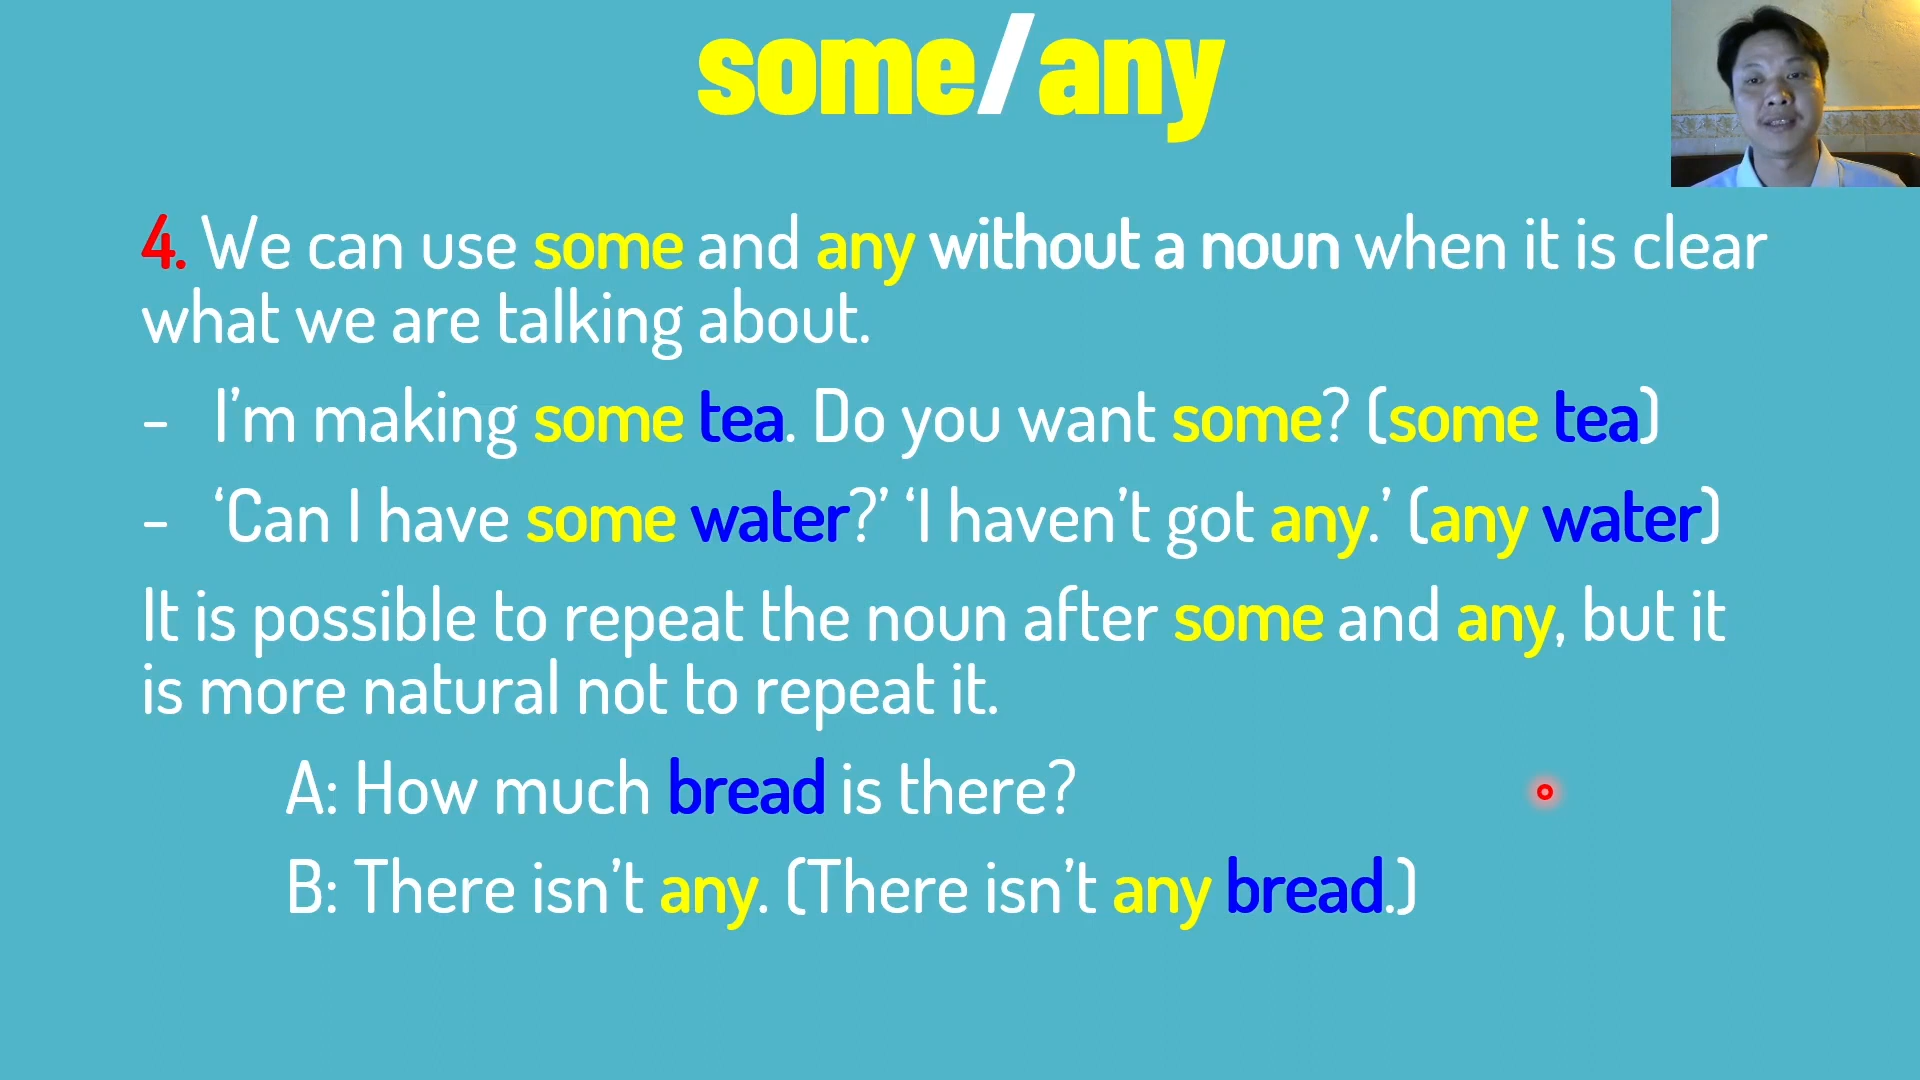 some/any
4. We can use some and any without a noun when it is clear
what we are talking about.
- I’m making some tea. Do you want some? (some tea)
- ‘Can I have some water?’ ‘I haven’t got any.’ (any water)
It is possible to repeat the noun after some and any, but it
is more natural not to repeat it.
A: How much bread is there?
B: There isn’t any. (There isn’t any bread.)